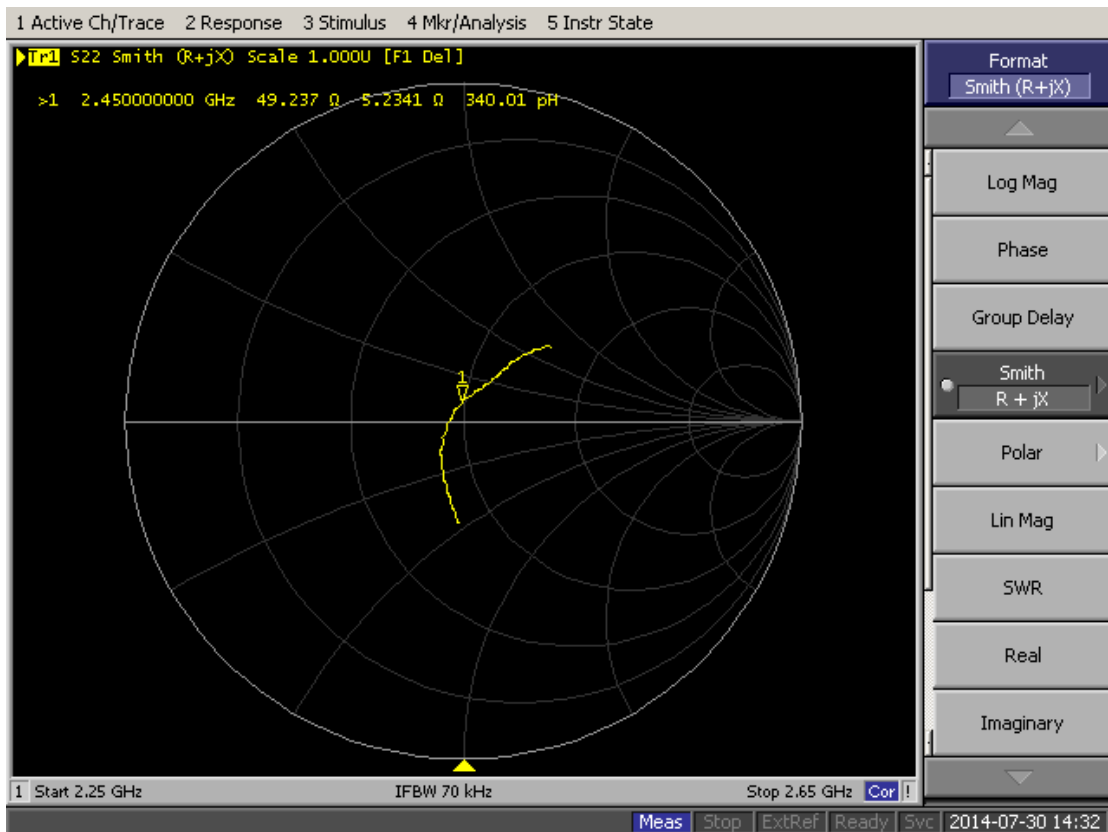 1 Active Ch/Trace 2 Response 3 Stimulus 4 Mkr/Analysis 5 Instr State
Tr1 S22 Smith (R+jX) Scale 1.000U [F1 Del]
>1 2.450000000 GHz 49.237 Ω 5.2341 Ω 340.01 pH
1
Format
Smith (R+jX)
Log Mag
Phase
Group Delay
Smith
R + jX
Polar
Lin Mag
SWR
Real
Imaginary
1 Start 2.25 GHz IFBW 70 kHz Stop 2.65 GHz Cor !
Meas Stop ExtRef Ready Svc 2014-07-30 14:32